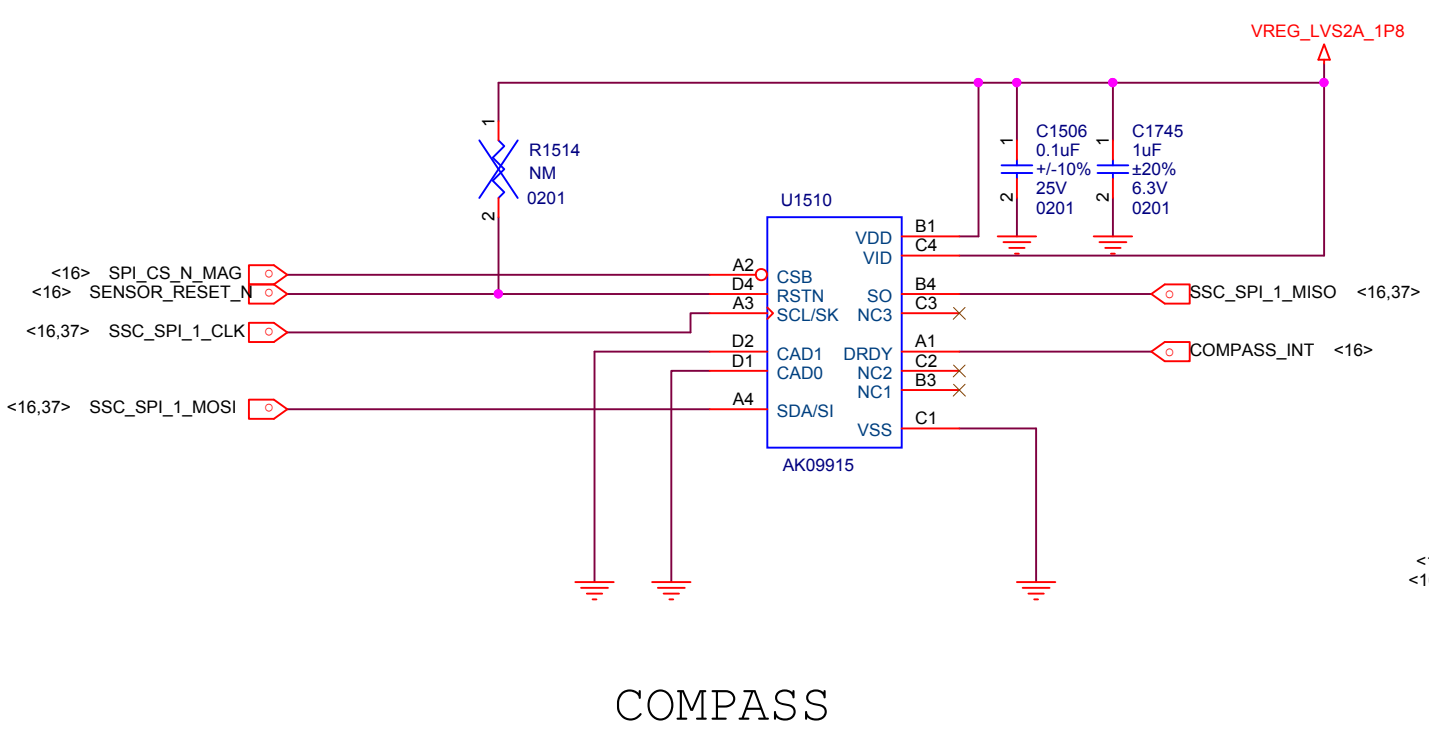 VREG_LVS2A_1P8
1
R1514
NM
0201
2
1
C1506
0.1uF
+/-10%
25V
0201
2
1
C1745
1uF
±20%
6.3V
0201
2
U1510
<16> SPI_CS_N_MAG
<16> SENSOR_RESET_N
<16,37> SSC_SPI_1_CLK
<16,37> SSC_SPI_1_MOSI
A2 CSB
D4 RSTN
A3 SCL/SK
D2 CAD1
D1 CAD0
A4 SDA/SI
VDD B1
VID C4
SO B4
NC3 C3
DRDY A1
NC2 C2
NC1 B3
VSS C1
SSC_SPI_1_MISO <16,37>
COMPASS_INT <16>
AK09915
COMPASS